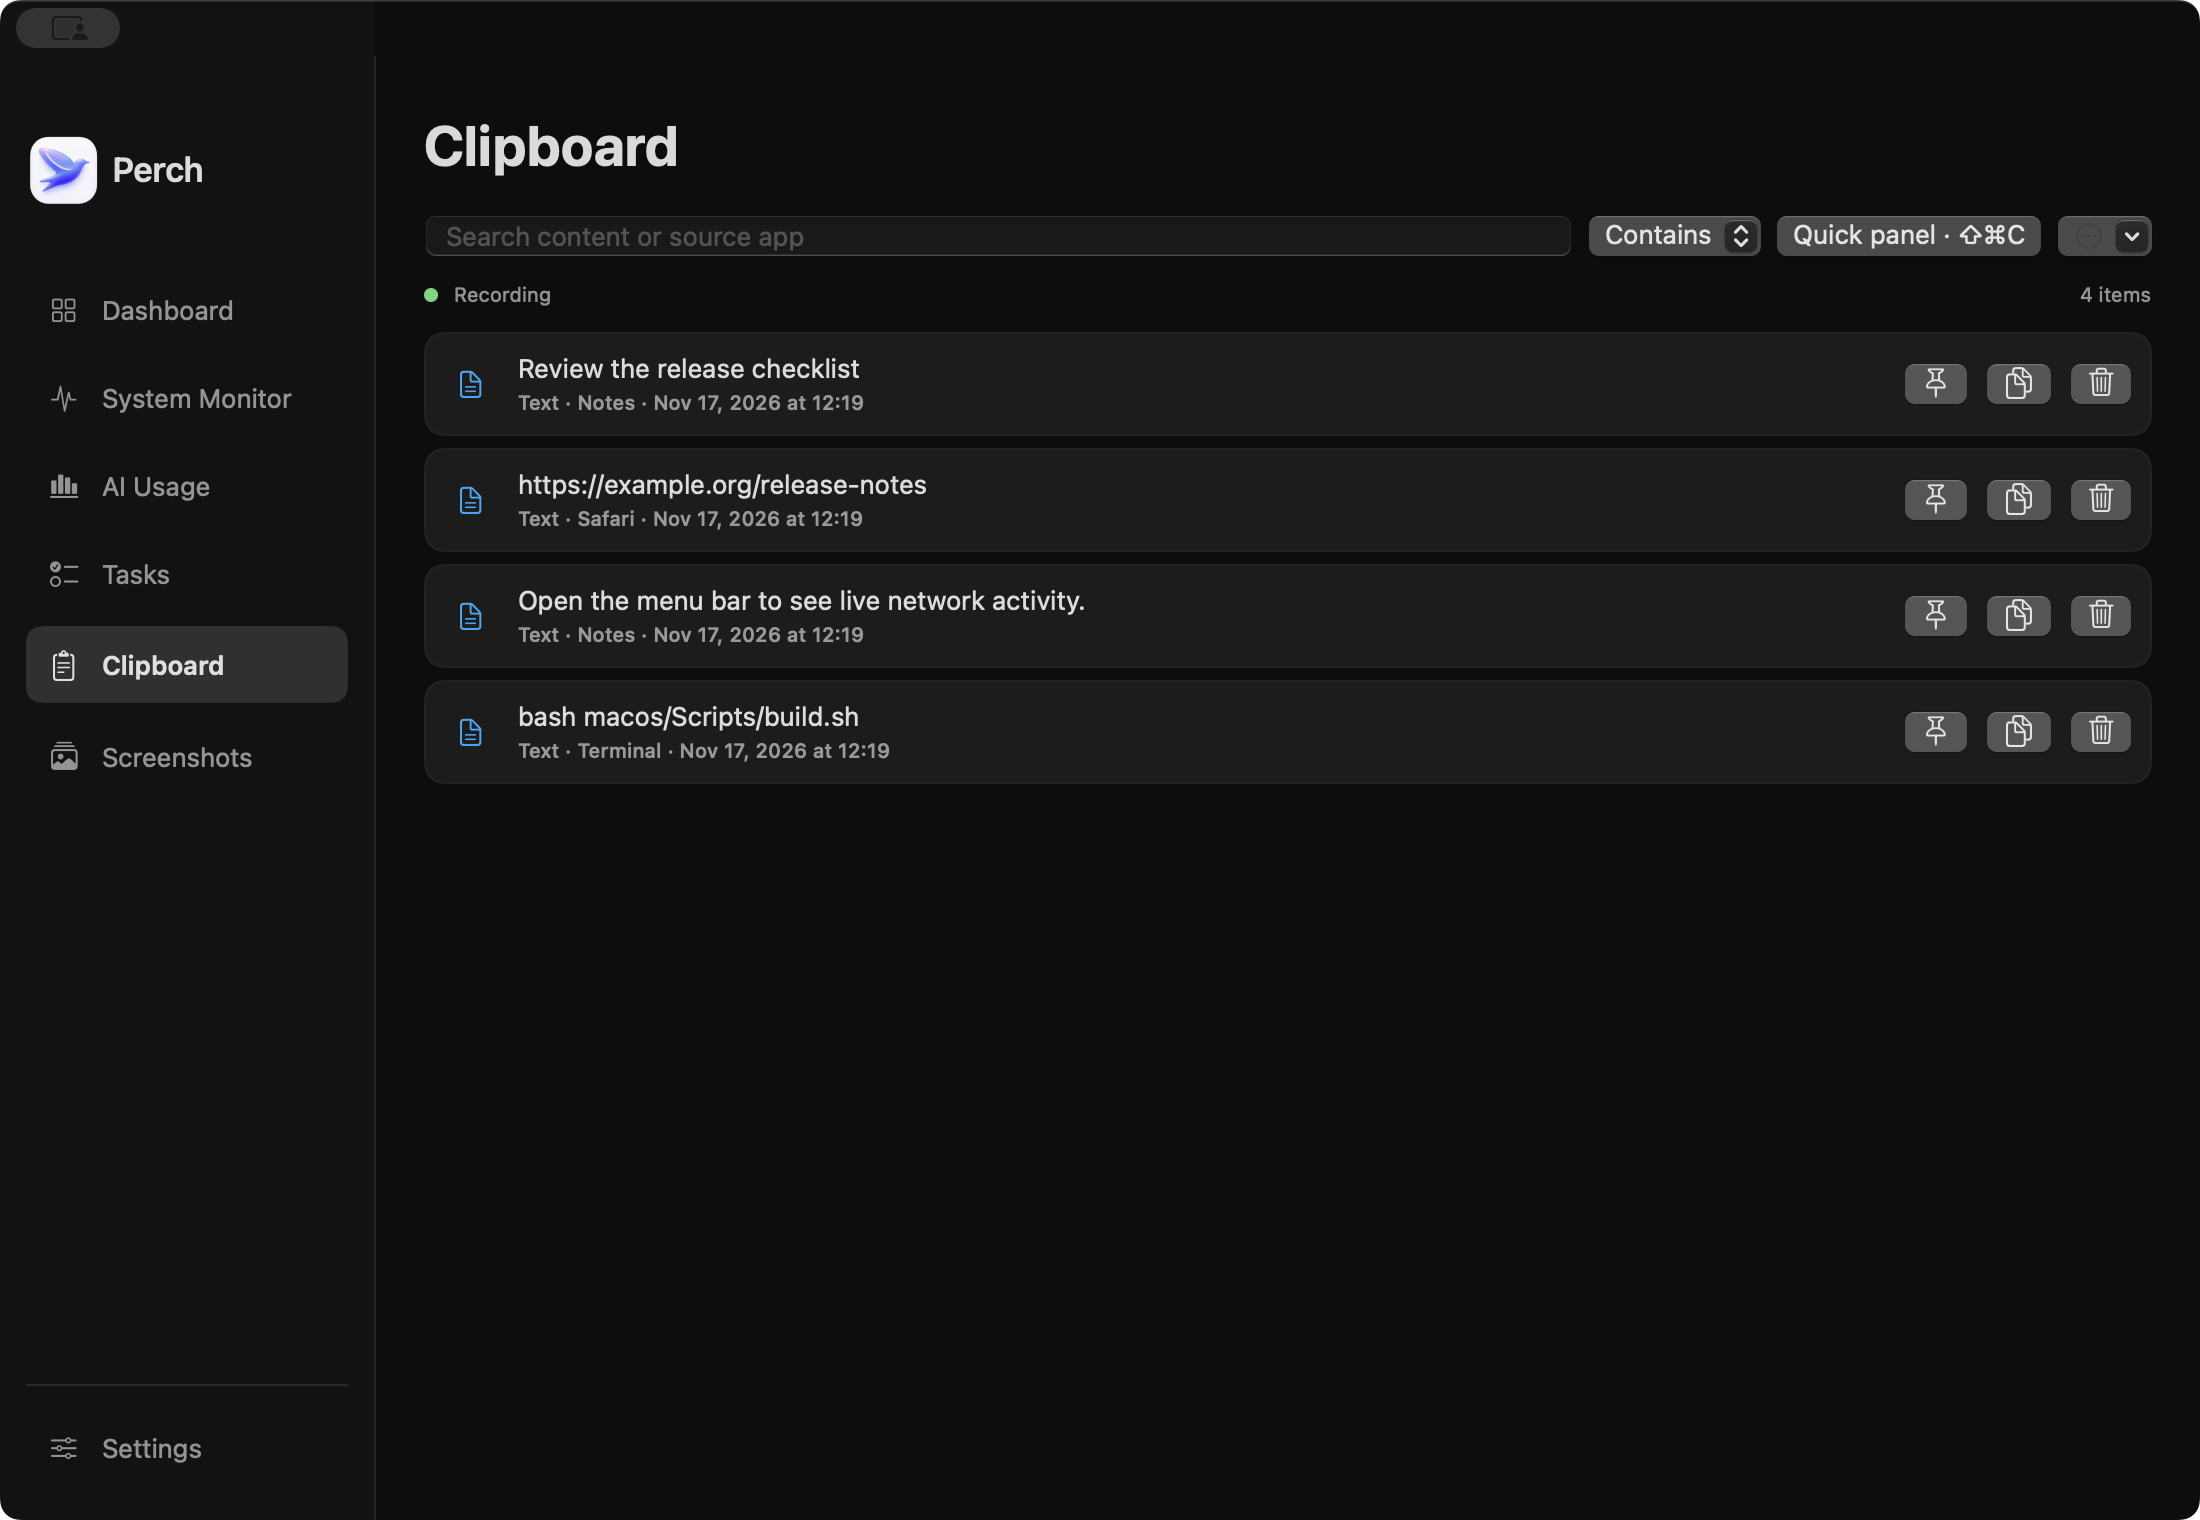 Perch
Dashboard
System Monitor
AI Usage
Tasks
Clipboard
Screenshots
Settings
Clipboard
Search content or source app
Contains
Quick panel · ⇧⌘C
Recording
4 items
Review the release checklist
Text · Notes · Nov 17, 2026 at 12:19
https://example.org/release-notes
Text · Safari · Nov 17, 2026 at 12:19
Open the menu bar to see live network activity.
Text · Notes · Nov 17, 2026 at 12:19
bash macos/Scripts/build.sh
Text · Terminal · Nov 17, 2026 at 12:19